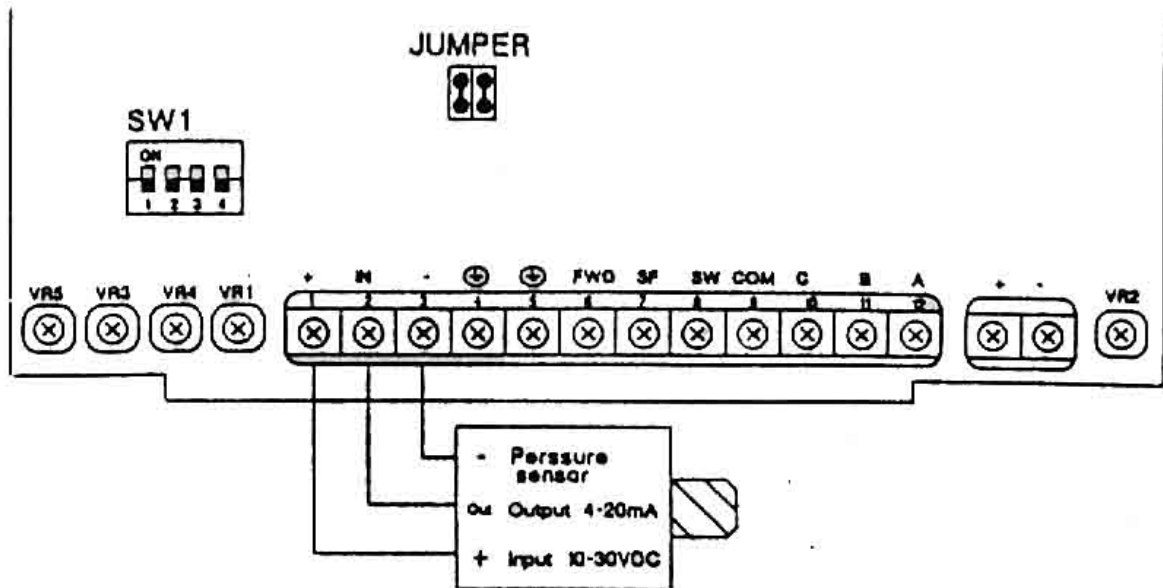 JUMPER
SW1
ON
1 2 3 4
+ IN - FWD SF SW COM C B A + -
VR5 VR3 VR4 VR1 1 2 3 4 5 6 7 8 9 10 11 12 VR2
- Perssure
sensar
Out Output 4-20mA
+ Input 10-30VDC